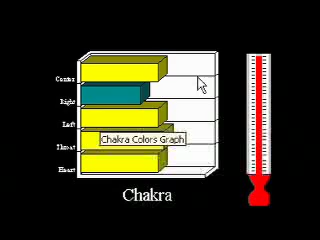 Center
Right
Left
Throat
Chakra Colors Graph
Heart
Chakra